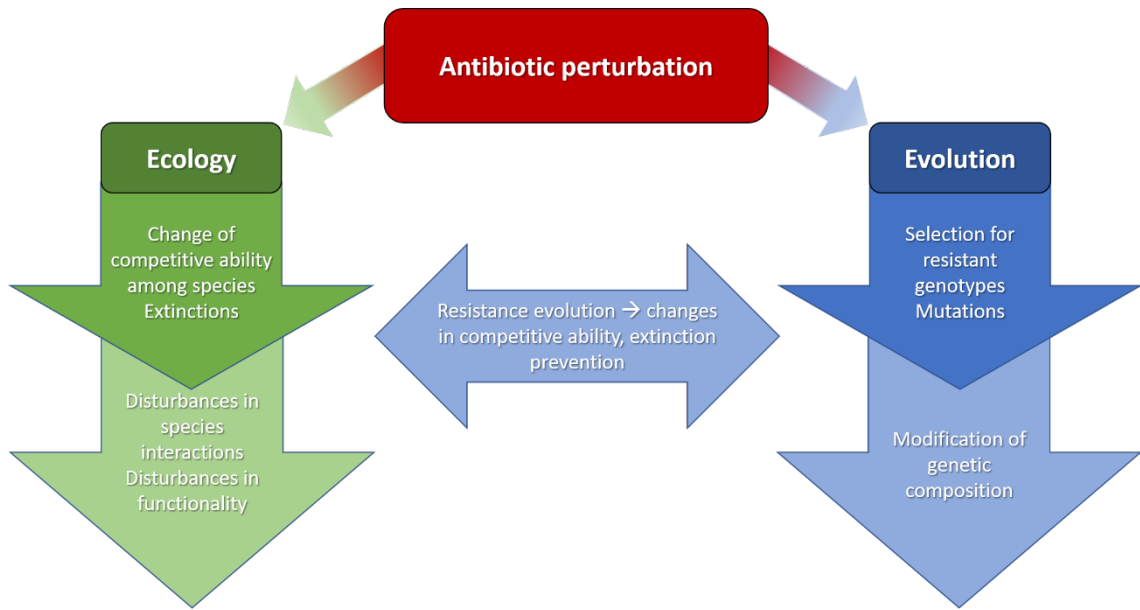 Antibiotic perturbation
Ecology
Change of
competitive ability
among species
Extinctions
Disturbances in
species
interactions
Disturbances in
functionality
Resistance evolution → changes
in competitive ability, extinction
prevention
Evolution
Selection for
resistant
genotypes
Mutations
Modification of
genetic
composition